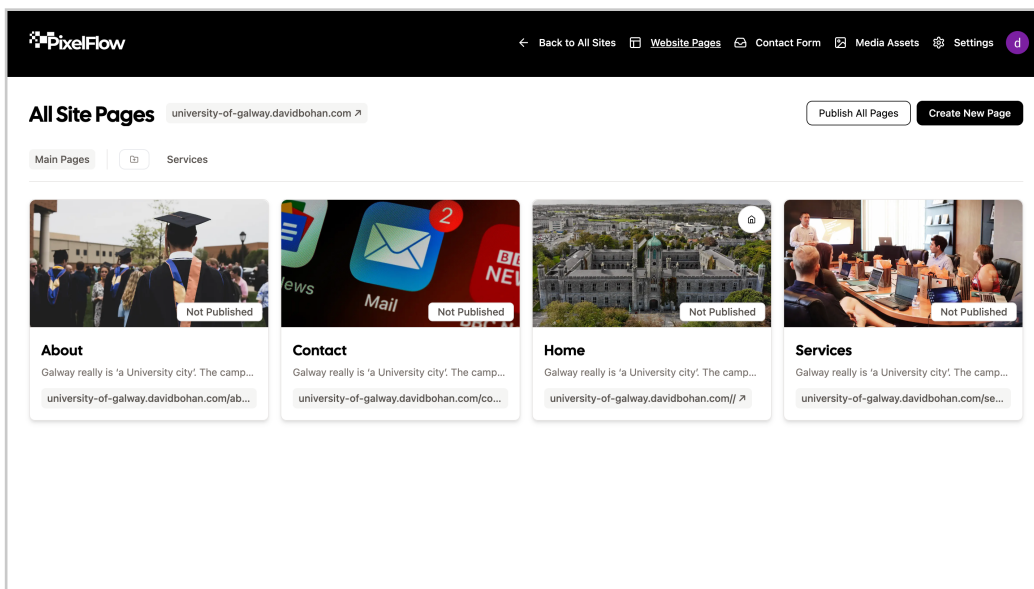 PixelFlow
Back to All Sites
Website Pages
Contact Form
Media Assets
Settings
d
All Site Pages
university-of-galway.davidbohan.com ↗
Publish All Pages
Create New Page
Main Pages
Services
Not Published
About
Galway really is ‘a University city’. The camp...
university-of-galway.davidbohan.com/ab...
2
Mail
Not Published
Contact
Galway really is ‘a University city’. The camp...
university-of-galway.davidbohan.com/co...
Not Published
Home
Galway really is ‘a University city’. The camp...
university-of-galway.davidbohan.com// ↗
Not Published
Services
Galway really is ‘a University city’. The camp...
university-of-galway.davidbohan.com/se...